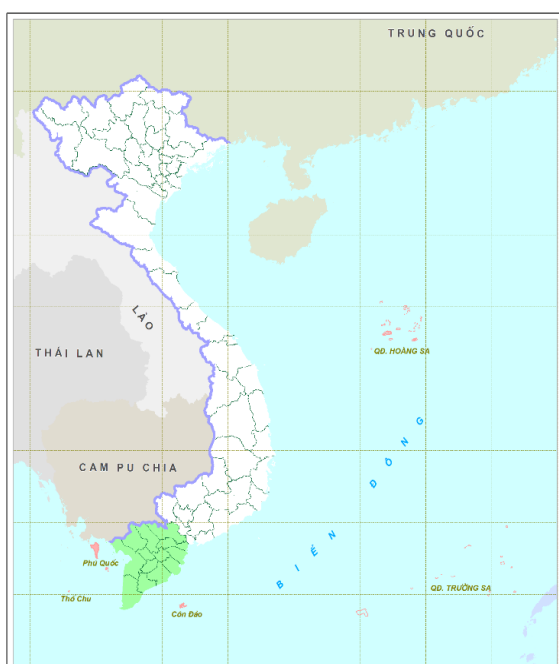 TRUNG QUỐC
LÀO
THÁI LAN
QĐ. HOÀNG SA
CAM PU CHIA
BIỂN ĐÔNG
Phú Quốc
QĐ. TRƯỜNG SA
Thổ Chu
Côn Đảo